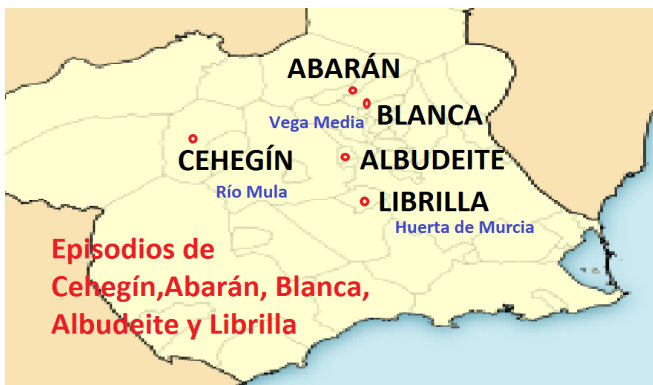 ABARÁN
BLANCA
Vega Media
CEHEGÍN
ALBUDEITE
Río Mula
LIBRILLA
Huerta de Murcia
Episodios de
Cehegín,Abarán, Blanca,
Albudeite y Librilla